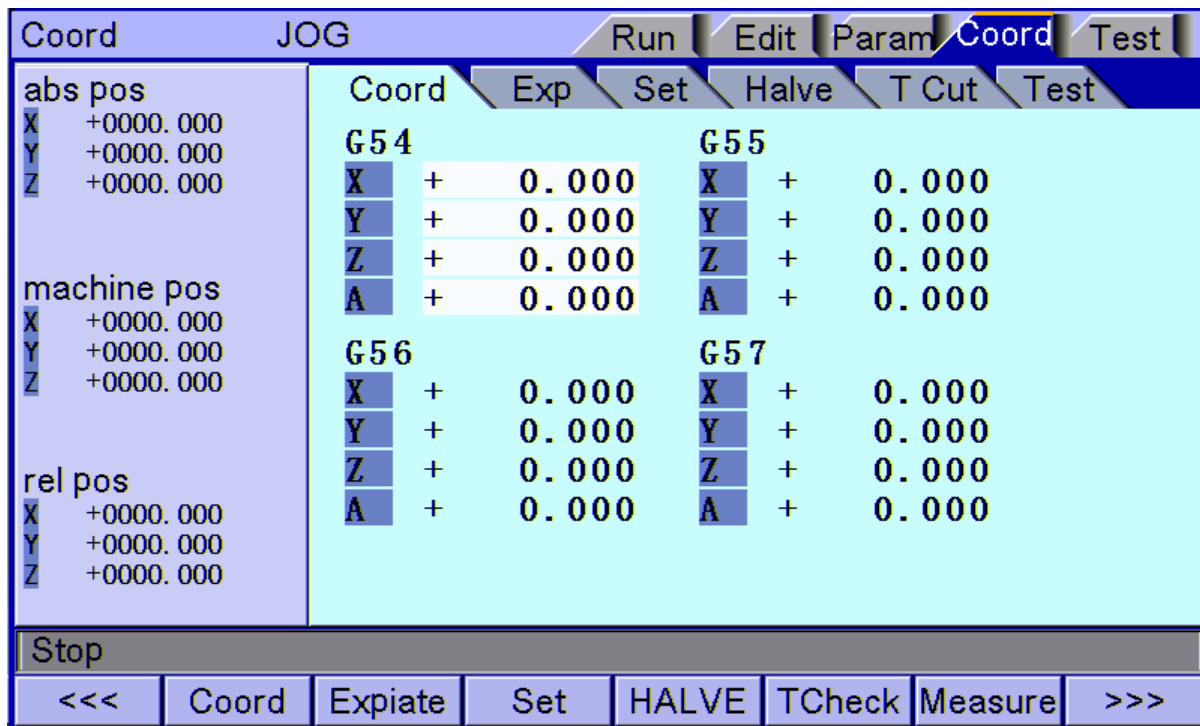 Coord JOG Run Edit Param Coord Test
abs pos
X +0000.000
Y +0000.000
Z +0000.000
machine pos
X +0000.000
Y +0000.000
Z +0000.000
rel pos
X +0000.000
Y +0000.000
Z +0000.000
Coord Exp Set Halve T Cut Test
G54
X + 0.000
Y + 0.000
Z + 0.000
A + 0.000
G55
X + 0.000
Y + 0.000
Z + 0.000
A + 0.000
G56
X + 0.000
Y + 0.000
Z + 0.000
A + 0.000
G57
X + 0.000
Y + 0.000
Z + 0.000
A + 0.000
Stop
<<< Coord Expiate Set HALVE TCheck Measure >>>